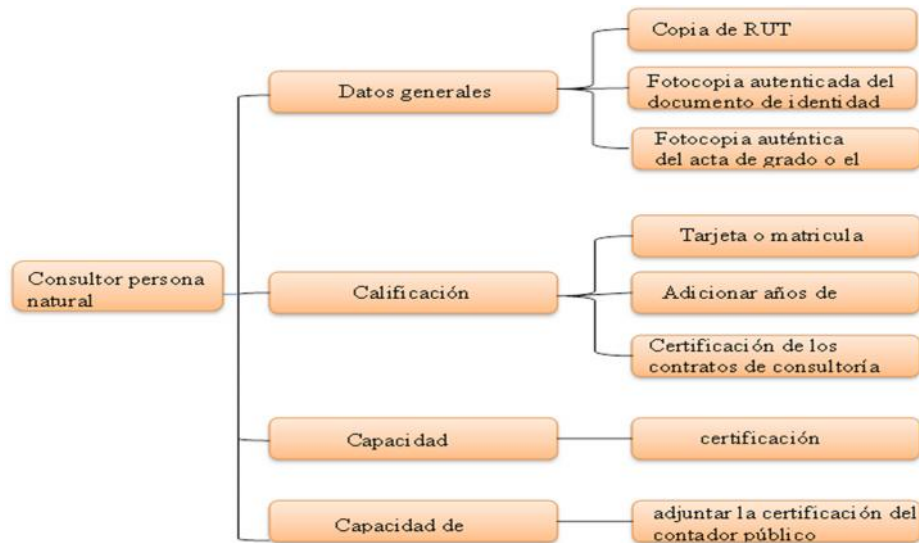 Consultor persona
natural
Datos generales
Copia de RUT
Fotocopia autenticada del
documento de identidad
Fotocopia auténtica
del acta de grado o el
Calificación
Tarjeta o matricula
Adicionar años de
Certificación de los
contratos de consultoría
Capacidad
certificación
Capacidad de
adjuntar la certificación del
contador público